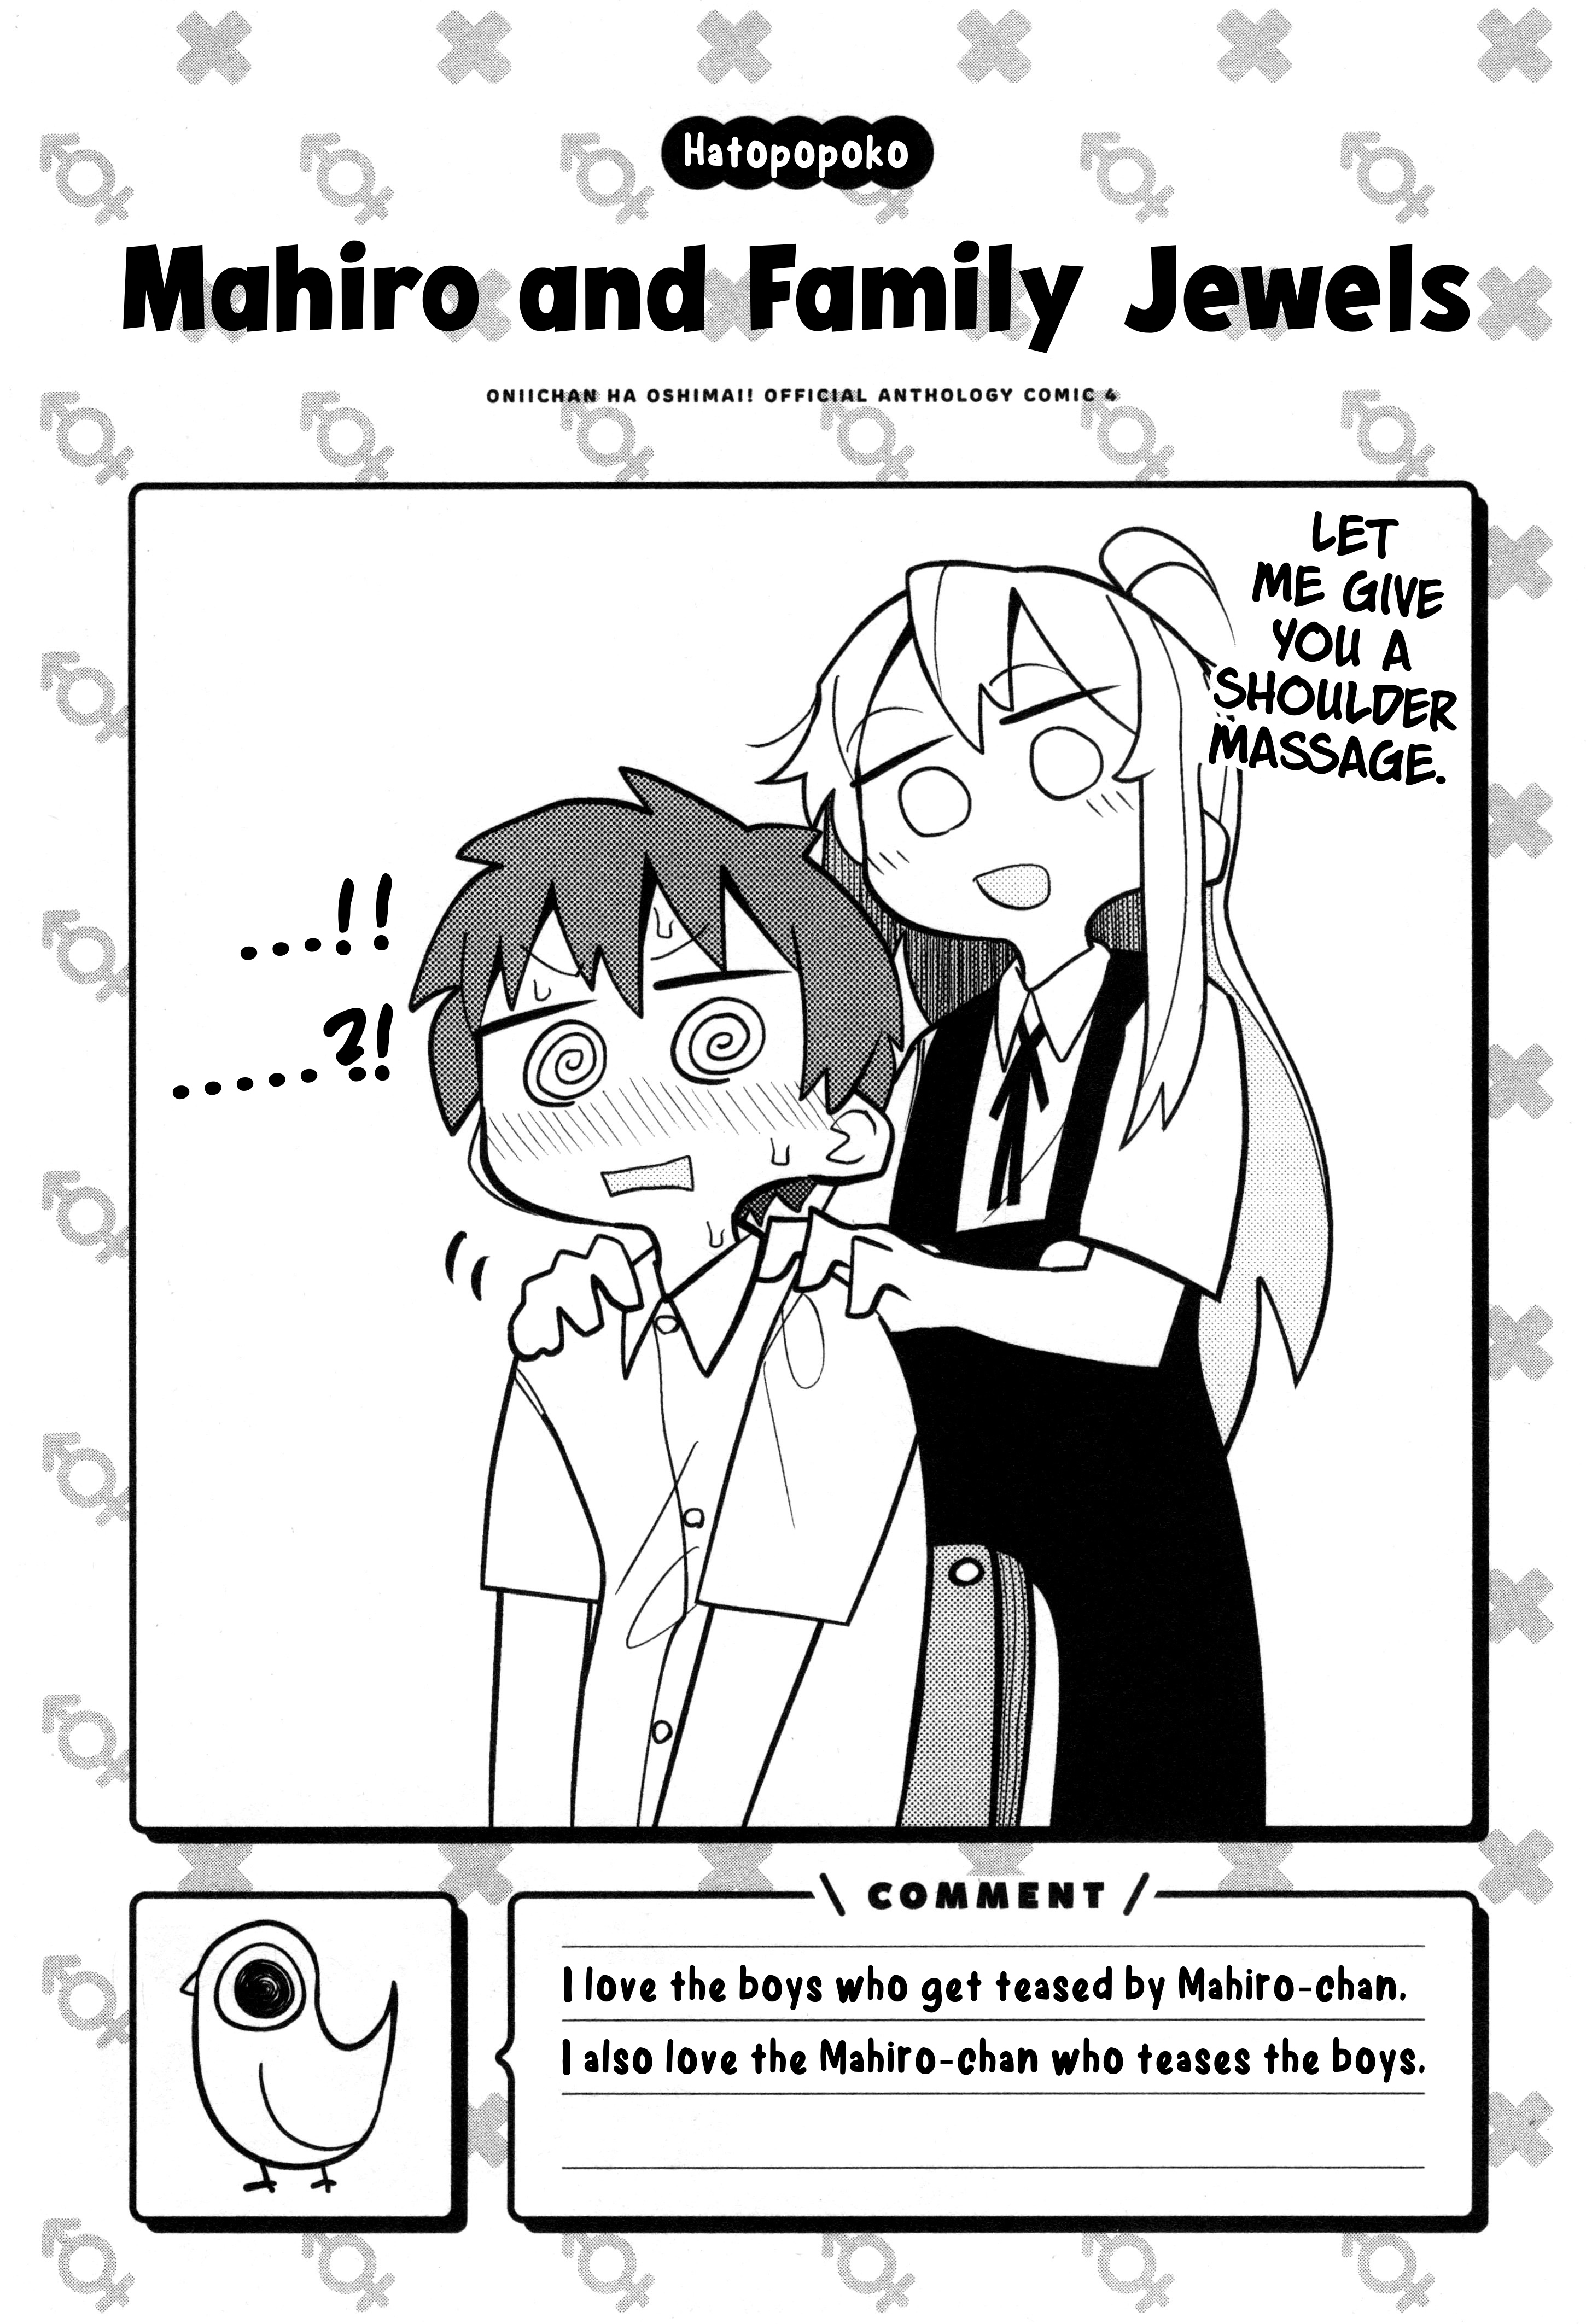 Hatopopoko
Mahiro and Family Jewels
ONIICHAN HA OSHIMAI! OFFICIAL ANTHOLOGY COMIC 4
LET
ME GIVE
YOU A
SHOULDER
MASSAGE.
...!!
.....?!
COMMENT
I love the boys who get teased by Mahiro-chan.
I also love the Mahiro-chan who teases the boys.